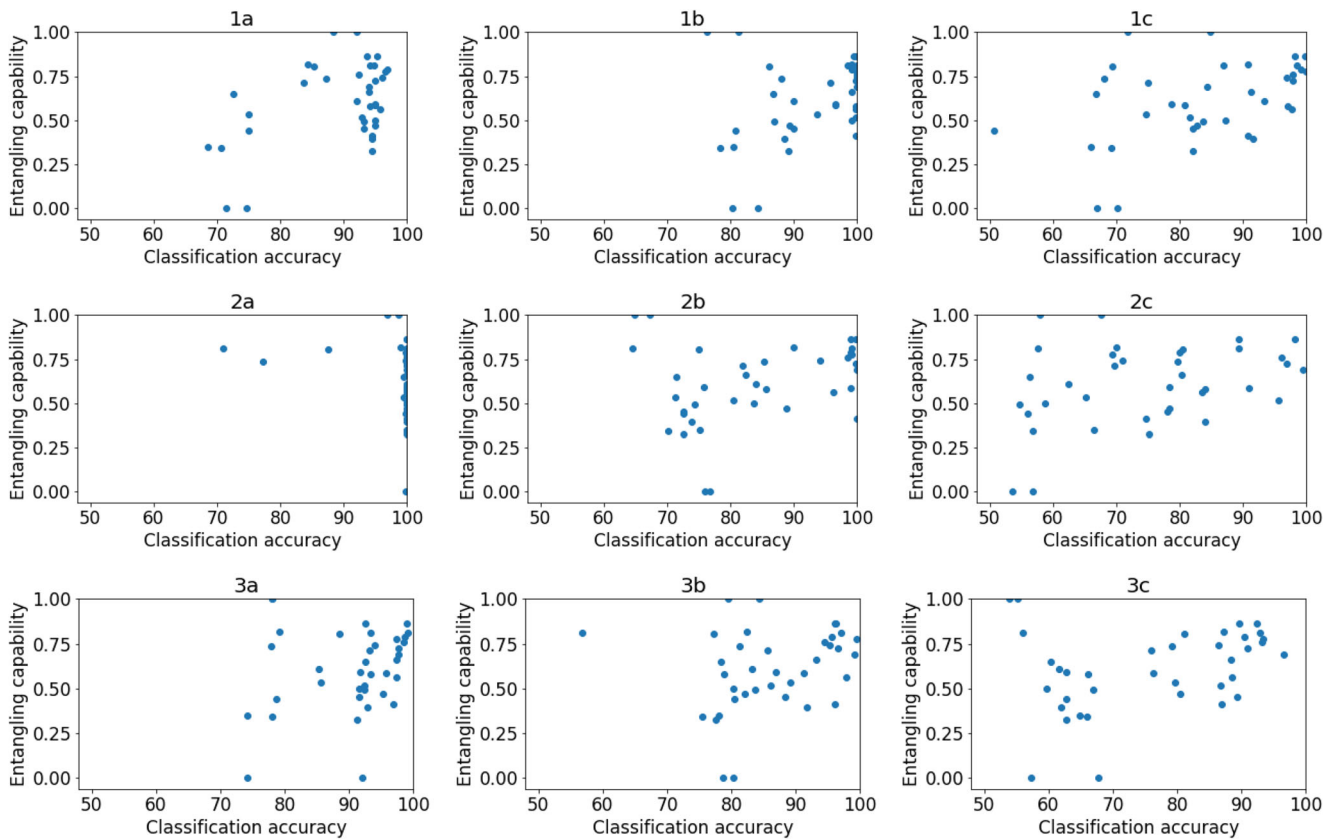 1a 1b 1c
1.00 1.00 1.00
0.75 0.75 0.75
0.50 0.50 0.50
0.25 0.25 0.25
0.00 0.00 0.00
Entangling capability Entangling capability Entangling capability
50 60 70 80 90 100 50 60 70 80 90 100 50 60 70 80 90 100
Classification accuracy Classification accuracy Classification accuracy
2a 2b 2c
1.00 1.00 1.00
0.75 0.75 0.75
0.50 0.50 0.50
0.25 0.25 0.25
0.00 0.00 0.00
Entangling capability Entangling capability Entangling capability
50 60 70 80 90 100 50 60 70 80 90 100 50 60 70 80 90 100
Classification accuracy Classification accuracy Classification accuracy
3a 3b 3c
1.00 1.00 1.00
0.75 0.75 0.75
0.50 0.50 0.50
0.25 0.25 0.25
0.00 0.00 0.00
Entangling capability Entangling capability Entangling capability
50 60 70 80 90 100 50 60 70 80 90 100 50 60 70 80 90 100
Classification accuracy Classification accuracy Classification accuracy